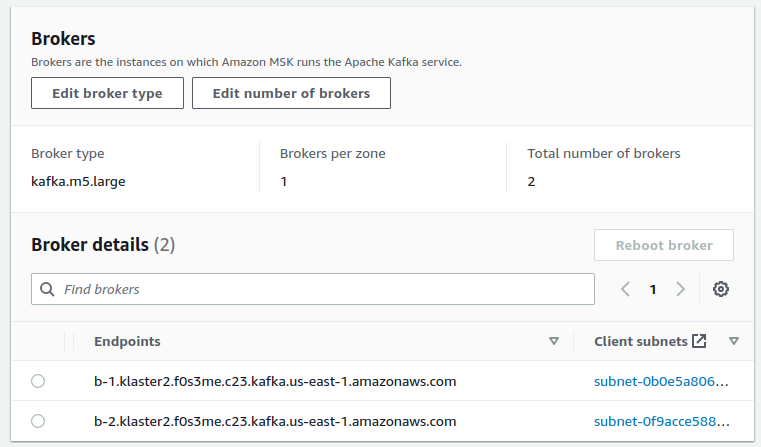 Brokers
Brokers are the instances on which Amazon MSK runs the Apache Kafka service.
Edit broker type Edit number of brokers
Broker type Brokers per zone Total number of brokers
kafka.m5.large 1 2
Broker details (2) Reboot broker
Find brokers 1
Endpoints Client subnets
b-1.klaster2.f0s3me.c23.kafka.us-east-1.amazonaws.com subnet-0b0e5a806...
b-2.klaster2.f0s3me.c23.kafka.us-east-1.amazonaws.com subnet-0f9acce588...